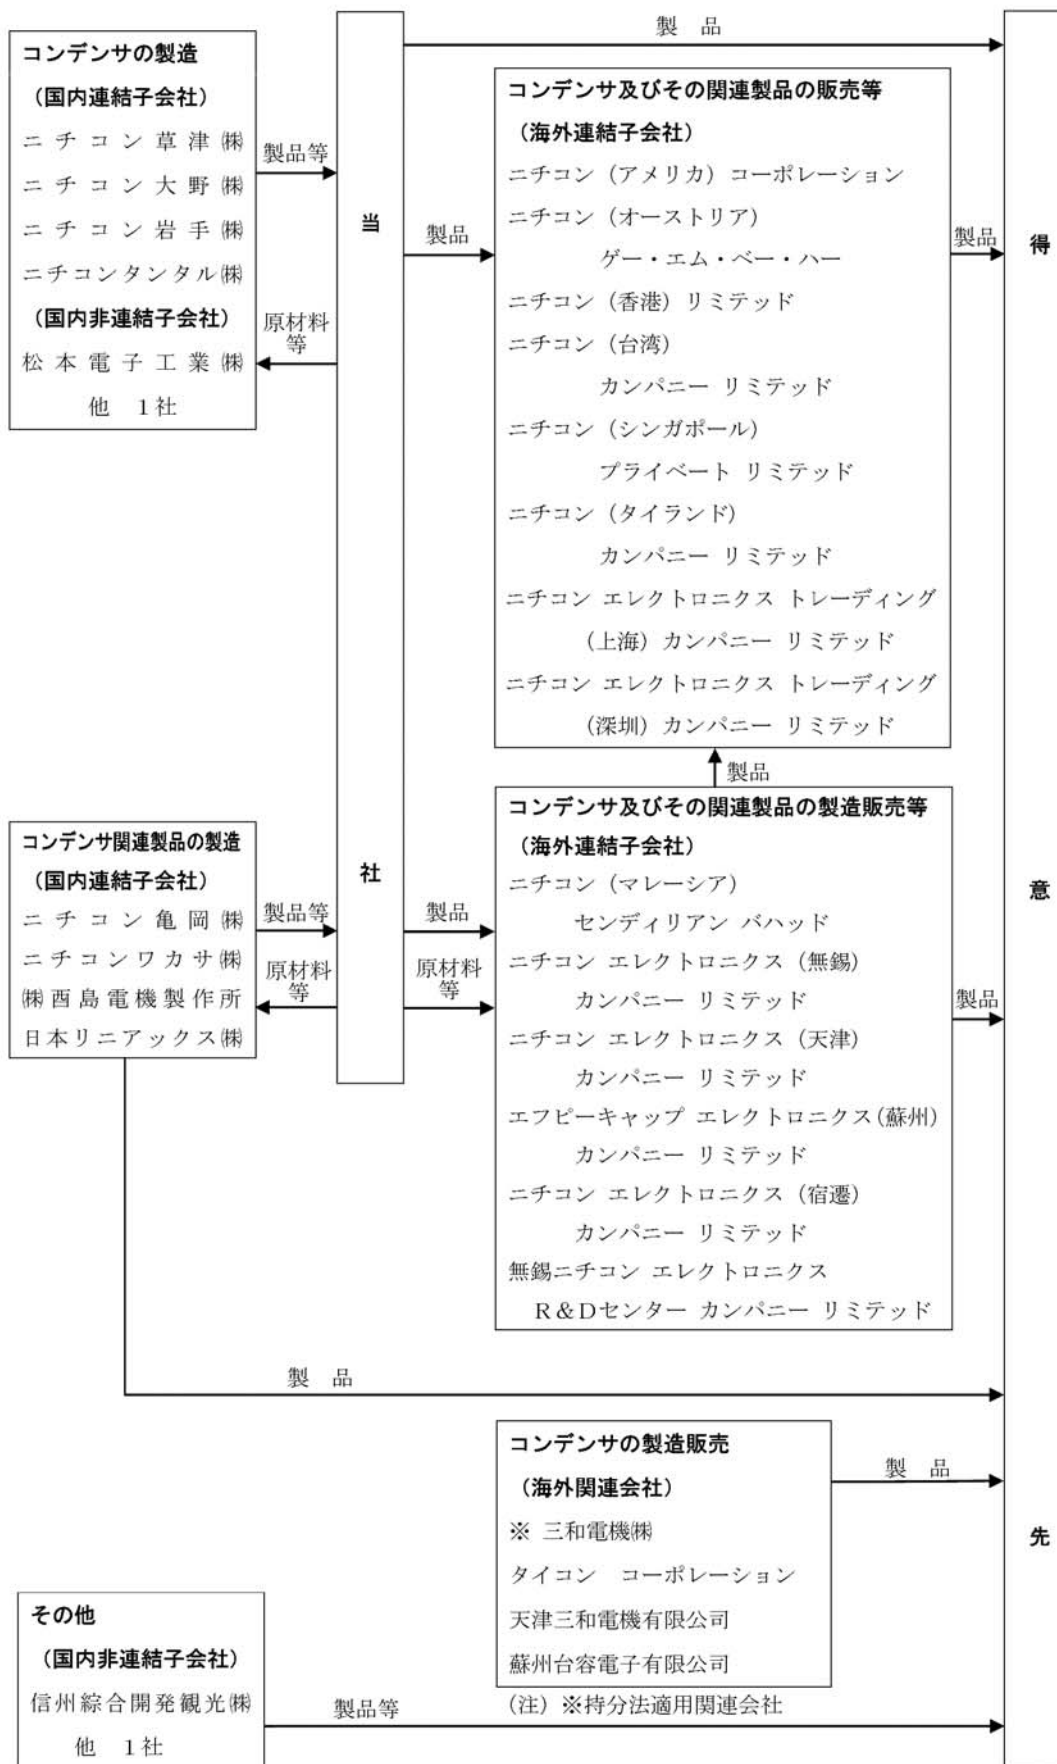 製 品
コンデンサの製造
(国内連結子会社)
ニチコン草津㈱
ニチコン大野㈱
ニチコン岩手㈱
ニチコンタンタル㈱
(国内非連結子会社)
松本電子工業㈱
他 1社
製品等
原材料
等
当
社
製品
コンデンサ及びその関連製品の販売等
(海外連結子会社)
ニチコン(アメリカ)コーポレーション
ニチコン(オーストリア)
ゲー・エム・ベー・ハー
ニチコン(香港)リミテッド
ニチコン(台湾)
カンパニー リミテッド
ニチコン(シンガポール)
プライベート リミテッド
ニチコン(タイランド)
カンパニー リミテッド
ニチコン エレクトロニクス トレーディング
(上海)カンパニー リミテッド
ニチコン エレクトロニクス トレーディング
(深圳)カンパニー リミテッド
製品
得
意
先
製品
コンデンサ関連製品の製造
(国内連結子会社)
ニチコン亀岡㈱
ニチコンワカサ㈱
㈱酉島電機製作所
日本リニアックス㈱
製品等
原材料
等
製品
原材料
等
コンデンサ及びその関連製品の製造販売等
(海外連結子会社)
ニチコン(マレーシア)
センディリアン バハッド
ニチコン エレクトロニクス(無錫)
カンパニー リミテッド
ニチコン エレクトロニクス(天津)
カンパニー リミテッド
エフピーキャップ エレクトロニクス(蘇州)
カンパニー リミテッド
ニチコン エレクトロニクス(宿遷)
カンパニー リミテッド
無錫ニチコン エレクトロニクス
R&Dセンター カンパニー リミテッド
製品
製 品
コンデンサの製造販売
(海外関連会社)
※ 三和電機㈱
タイコン コーポレーション
天津三和電機有限公司
蘇州台容電子有限公司
製 品
(注)※持分法適用関連会社
その他
(国内非連結子会社)
信州綜合開発観光㈱
他 1社
製品等